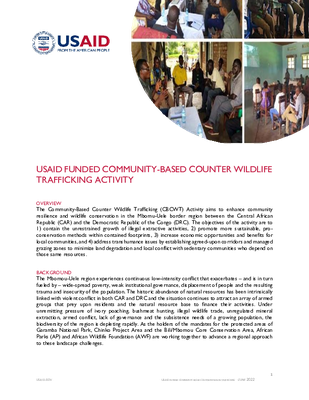 USAID
FROM THE AMERICAN PEOPLE
USAID FUNDED COMMUNITY-BASED COUNTER WILDLIFE
TRAFFICKING ACTIVITY
OVERVIEW
The Community-Based Counter Wildlife Trafficking (CBCWT) Activity aims to enhance community
resilience and wildlife conservation in the Mbomu-Uele border region between the Central African
Republic (CAR) and the Democratic Republic of the Congo (DRC). The objectives of the activity are to
1) contain the unrestrained growth of illegal extractive activities, 2) promote more sustainable, pro-
conservation methods within contained footprints, 3) increase economic opportunities and benefits for
local communities, and 4) address transhumance issues by establishing agreed-upon corridors and managed
grazing zones to minimize land degradation and local conflict with sedentary communities who depend on
those same resources.
BACKGROUND
The Mbomou-Uele region experiences continuous low-intensity conflict that exacerbates – and is in turn
fueled by – wide-spread poverty, weak institutional governance, displacement of people and the resulting
trauma and insecurity of the population. The historic abundance of natural resources has been intrinsically
linked with violent conflict in both CAR and DRC and the situation continues to attract an array of armed
groups that prey upon residents and the natural resource base to finance their activities. Under
unremitting pressure of ivory poaching, bushmeat hunting, illegal wildlife trade, unregulated mineral
extraction, armed conflict, lack of governance and the subsistence needs of a growing population, the
biodiversity of the region is depleting rapidly. As the holders of the mandates for the protected areas of
Garamba National Park, Chinko Project Area and the Bili/Mbomu Core Conservation Area, African
Parks (AP) and African Wildlife Foundation (AWF) are working together to advance a regional approach
to these landscape challenges.
1